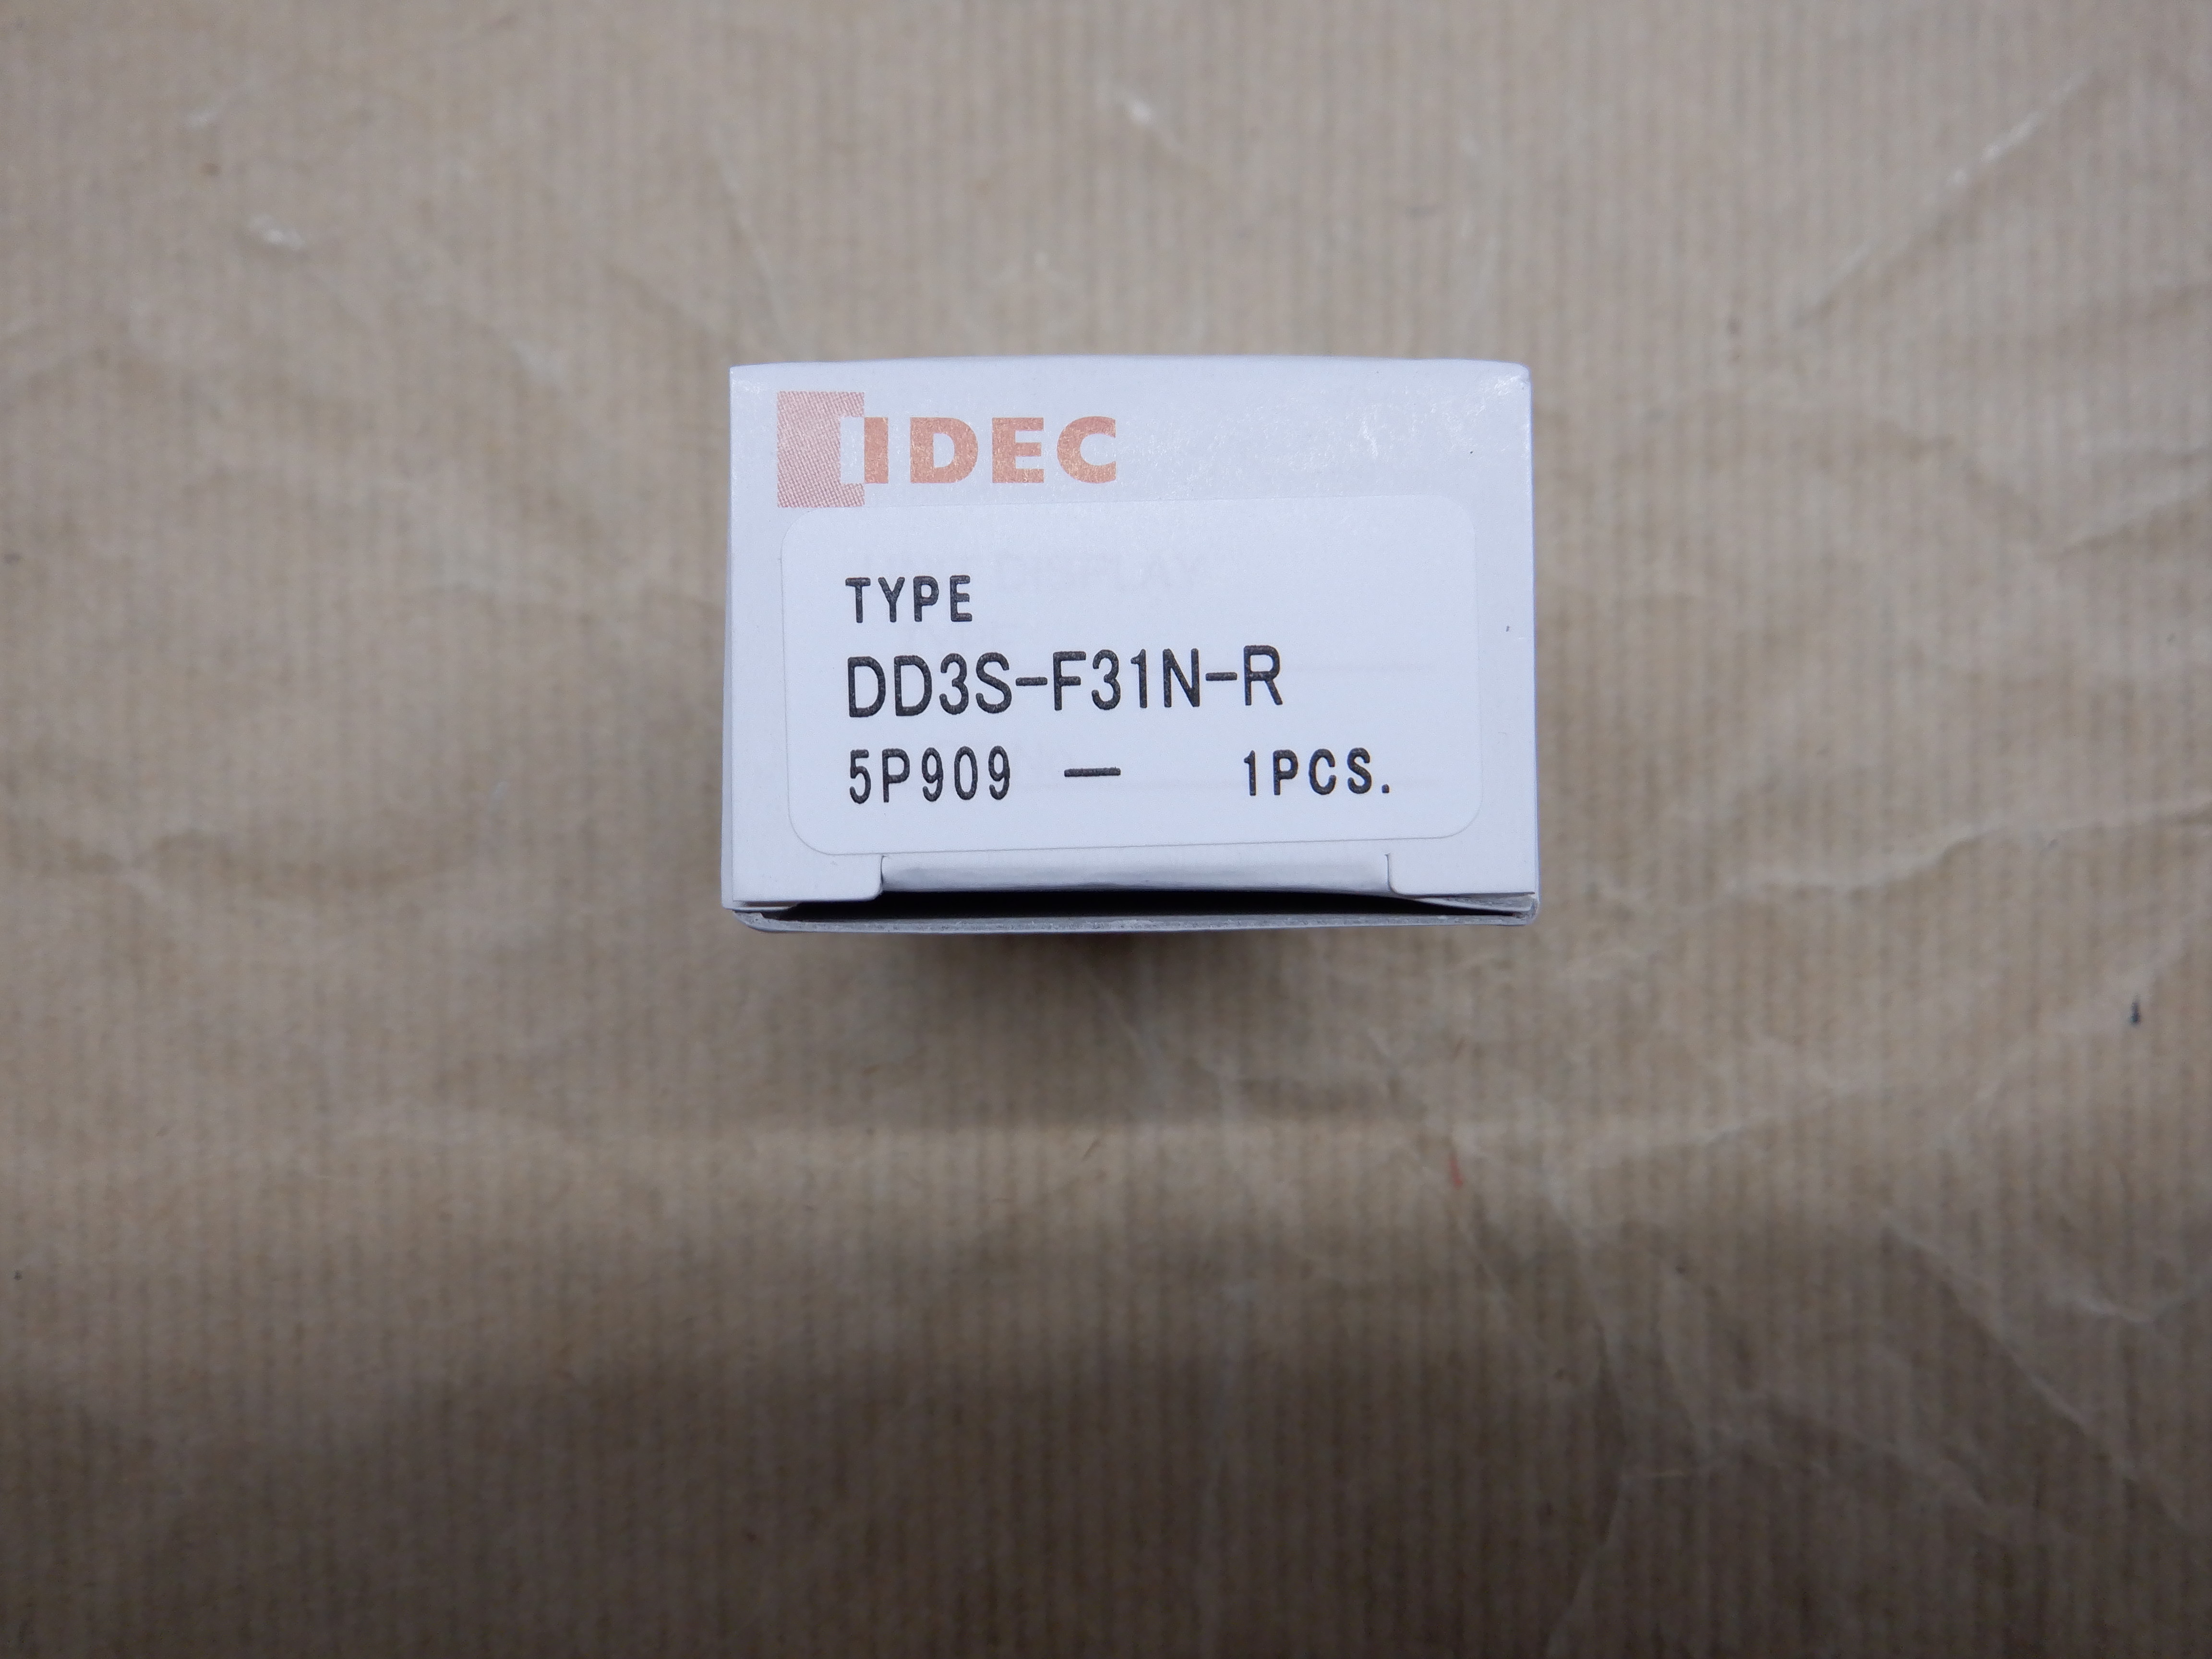 IDEC
TYPE
DD3S-F31N-R
5P909 — 1PCS.